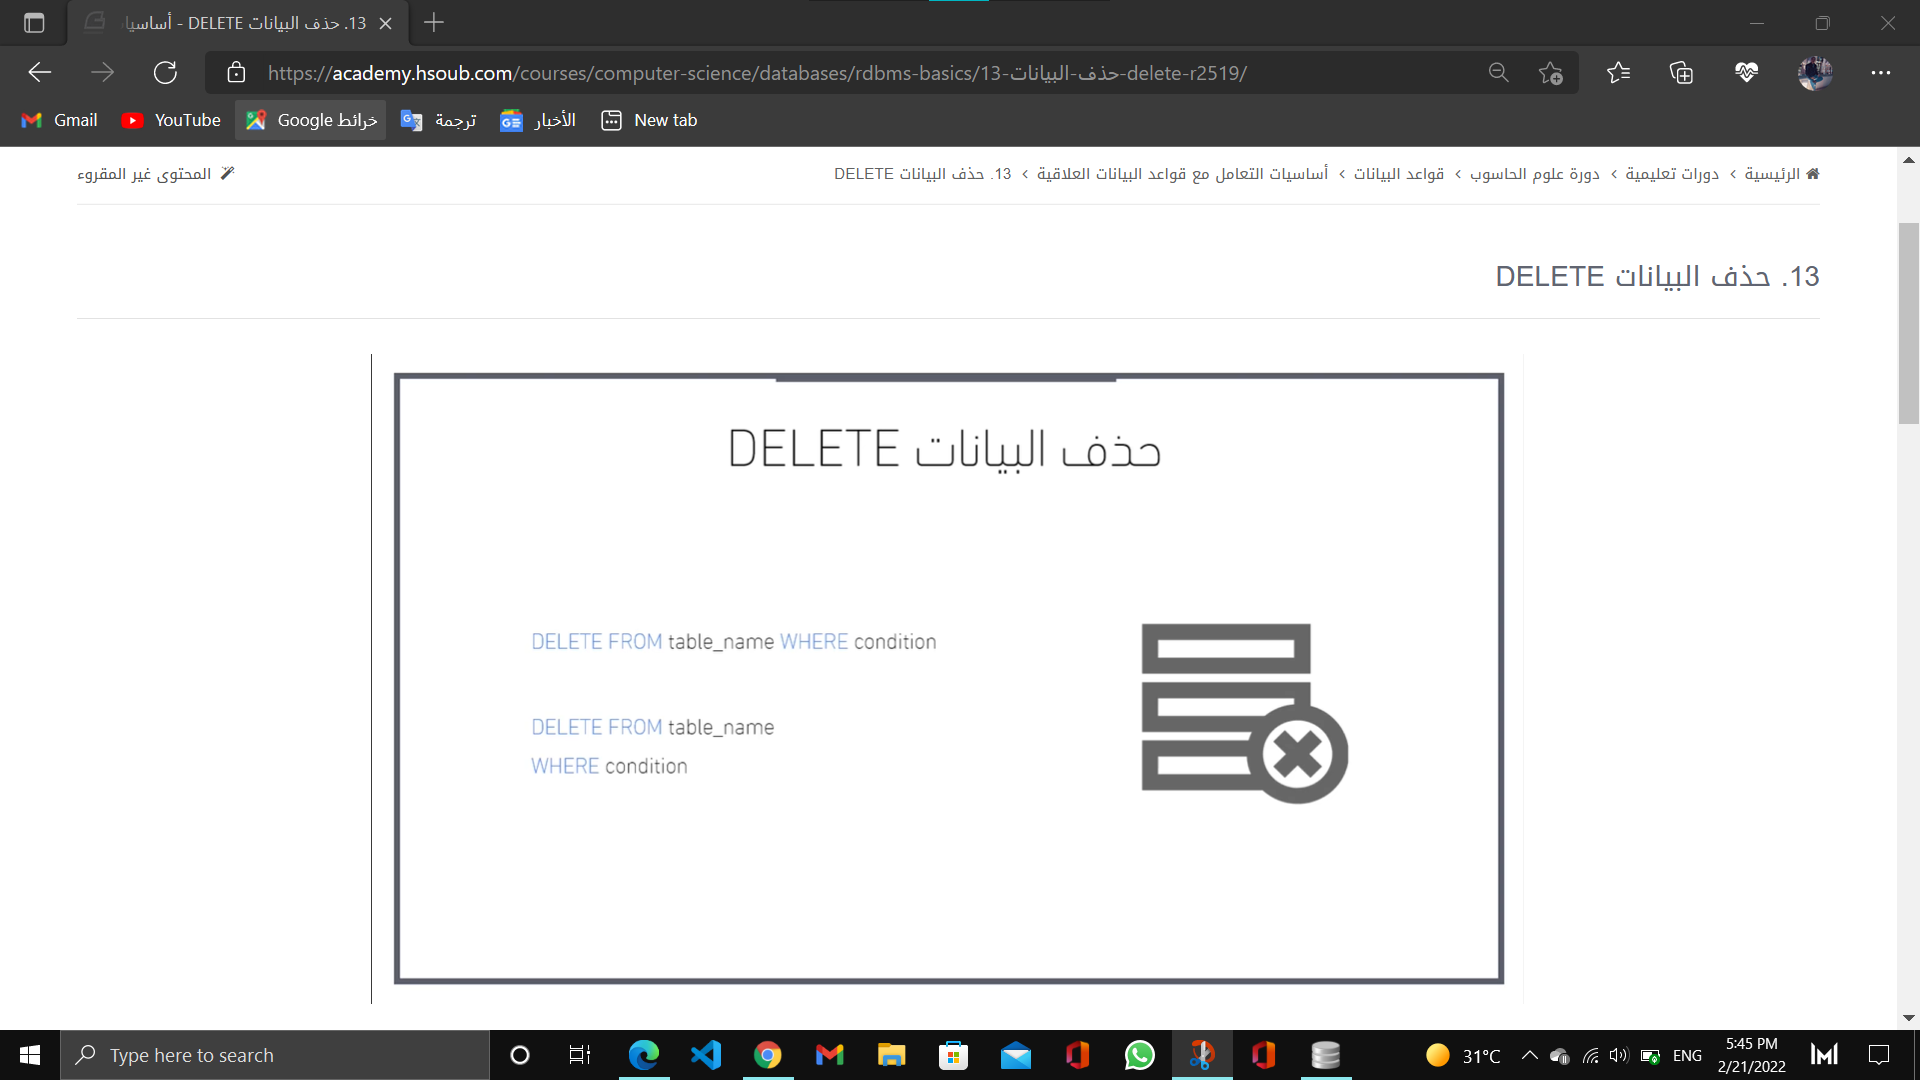 13. حذف البيانات DELETE - أساسيا
https://academy.hsoub.com/courses/computer-science/databases/rdbms-basics/13-حذف-البيانات-delete-r2519/
Gmail
YouTube
خرائط Google
ترجمة
الأخبار
New tab
الرئيسية › دورات تعليمية › دورة علوم الحاسوب › قواعد البيانات › أساسيات التعامل مع قواعد البيانات العلاقية › 13. حذف البيانات DELETE
المحتوى غير المقروء
13. حذف البيانات DELETE
حذف البيانات DELETE
DELETE FROM table_name WHERE condition
DELETE FROM table_name
WHERE condition
Type here to search
31°C
ENG
5:45 PM
2/21/2022